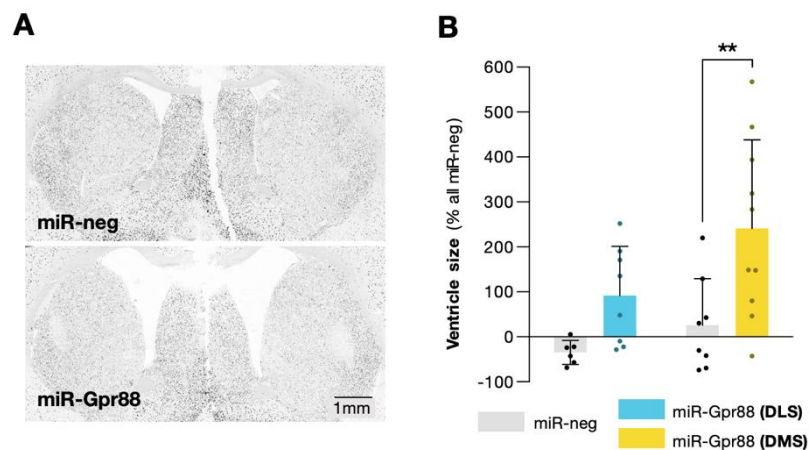 A
miR-neg
miR-Gpr88
1mm
B
**
Ventricle size (% all miR-neg)
600
500
400
300
200
100
0
-100
miR-neg
miR-Gpr88 (DLS)
miR-Gpr88 (DMS)